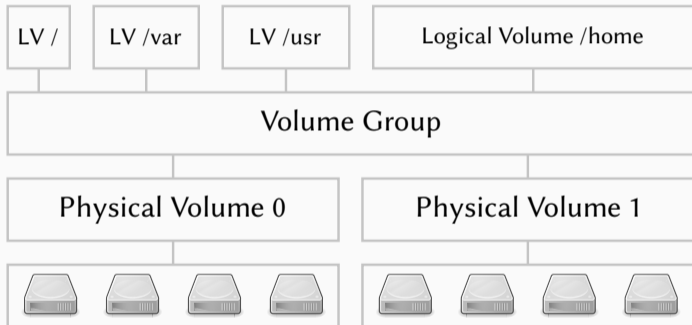 LV /
LV /var
LV /usr
Logical Volume /home
Volume Group
Physical Volume 0
Physical Volume 1